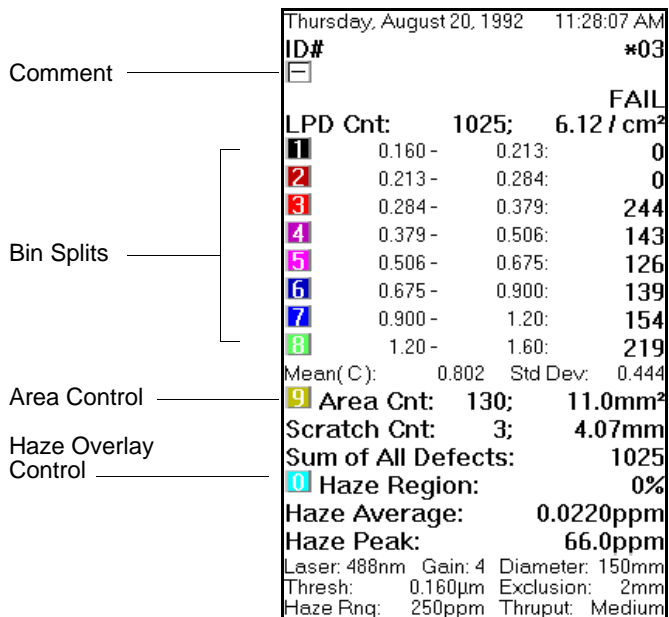 Thursday, August 20, 1992 11:28:07 AM
ID# *03
Comment
FAIL
LPD Cnt: 1025; 6.12 / cm²
1 0.160 - 0.213: 0
2 0.213 - 0.284: 0
3 0.284 - 0.379: 244
4 0.379 - 0.506: 143
Bin Splits
5 0.506 - 0.675: 126
6 0.675 - 0.900: 139
7 0.900 - 1.20: 154
8 1.20 - 1.60: 219
Mean( C ): 0.802 Std Dev: 0.444
Area Control
9 Area Cnt: 130; 11.0mm²
Scratch Cnt: 3; 4.07mm
Haze Overlay
Control
Sum of All Defects: 1025
0 Haze Region: 0%
Haze Average: 0.0220ppm
Haze Peak: 66.0ppm
Laser: 488nm Gain: 4 Diameter: 150mm
Thresh: 0.160µm Exclusion: 2mm
Haze Rng: 250ppm Thruput: Medium